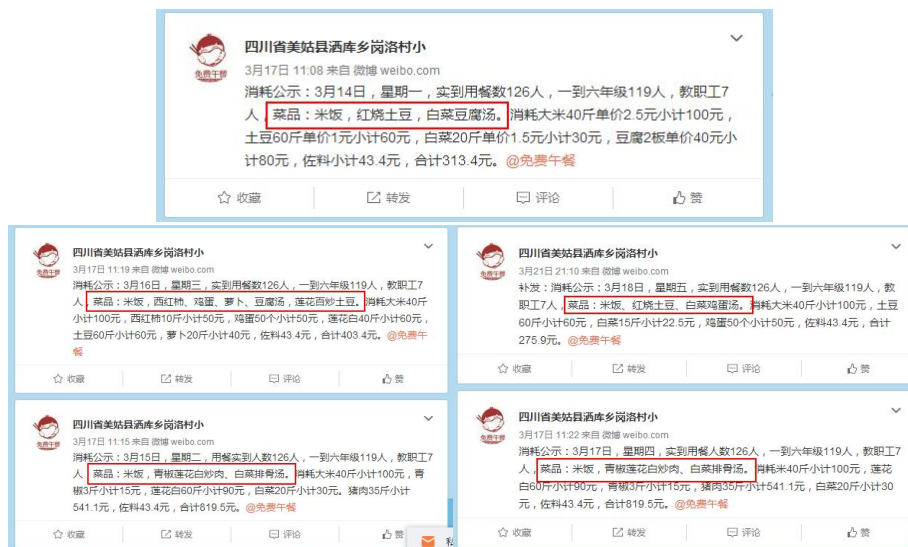 四川省美姑县洒库乡岗洛村小
3月17日 11:08 来自 微博 weibo.com
消耗公示：3月14日，星期一，实到用餐数126人，一到六年级119人，教职工7
人，菜品：米饭，红烧土豆，白菜豆腐汤。消耗大米40斤单价2.5元小计100元，
土豆60斤单价1元小计60元，白菜20斤单价1.5元小计30元，豆腐2板单价40元小
计80元，佐料小计43.4元，合计313.4元。@免费午餐
免费午餐
收藏 转发 评论 赞
四川省美姑县洒库乡岗洛村小
3月17日 11:19 来自 微博 weibo.com
消耗公示：3月16日，星期三，实到用餐数126人，一到六年级119人，教职工7
人，菜品：米饭，西红柿、鸡蛋、萝卜、豆腐汤，莲花百炒土豆。消耗大米40斤
小计100元，西红柿10斤小计50元，鸡蛋50个小计50元，莲花白40斤小计60元，
土豆60斤小计60元，萝卜20斤小计40元，佐料43.4元，合计403.4元。@免费午
餐
免费午餐
收藏 转发 评论 赞
四川省美姑县洒库乡岗洛村小
3月21日 21:10 来自 微博 weibo.com
补发：消耗公示：3月18日，星期五，实到用餐数126人，一到六年级119人，教
职工7人，菜品：米饭、红烧土豆、白菜鸡蛋汤。消耗大米40斤小计100元，土豆
60斤小计60元，白菜15斤小计22.5元，鸡蛋50个小计50元，佐料43.4元，合计
275.9元。@免费午餐
免费午餐
收藏 转发 评论 赞
四川省美姑县洒库乡岗洛村小
3月17日 11:15 来自 微博 weibo.com
消耗公示：3月15日，星期二，用餐实到人数126人，一到六年级119人，教职工7
人，菜品：米饭，青椒莲花白炒肉、白菜排骨汤。消耗大米40斤小计100元，青
椒3斤小计15元，莲花白60斤小计90元，白菜20斤小计30元。猪肉35斤小计
541.1元，佐料43.4元，合计819.5元。@免费午餐
免费午餐
收藏 转发 评论
四川省美姑县洒库乡岗洛村小
3月17日 11:22 来自 微博 weibo.com
消耗公示：3月17日，星期四，实到用餐人数126人，一到六年级119人，教职工7
人，菜品：米饭，青椒莲花白炒肉、白菜排骨汤。消耗米40斤小计100元，莲花
白60斤小计90元，青椒3斤小计15元，猪肉35斤小计541.1元，白菜20斤小计30
元，佐料43.4元，合计819.5元。@免费午餐
免费午餐
收藏 转发 评论 赞